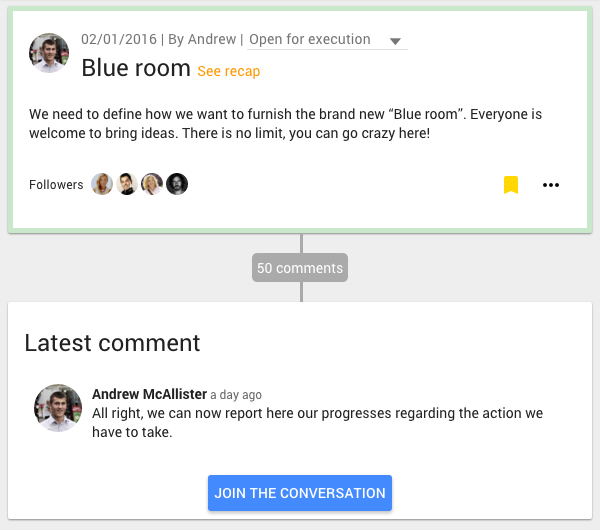 02/01/2016 | By Andrew | Open for execution
Blue room See recap
We need to define how we want to furnish the brand new “Blue room”. Everyone is
welcome to bring ideas. There is no limit, you can go crazy here!
Followers
50 comments
Latest comment
Andrew McAllister a day ago
All right, we can now report here our progresses regarding the action we
have to take.
JOIN THE CONVERSATION